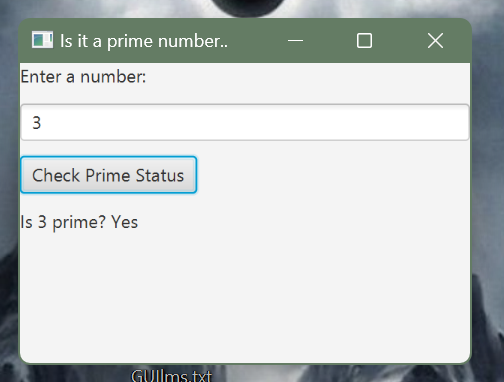 Is it a prime number..
Enter a number:
3
Check Prime Status
Is 3 prime? Yes
GUIlms.txt